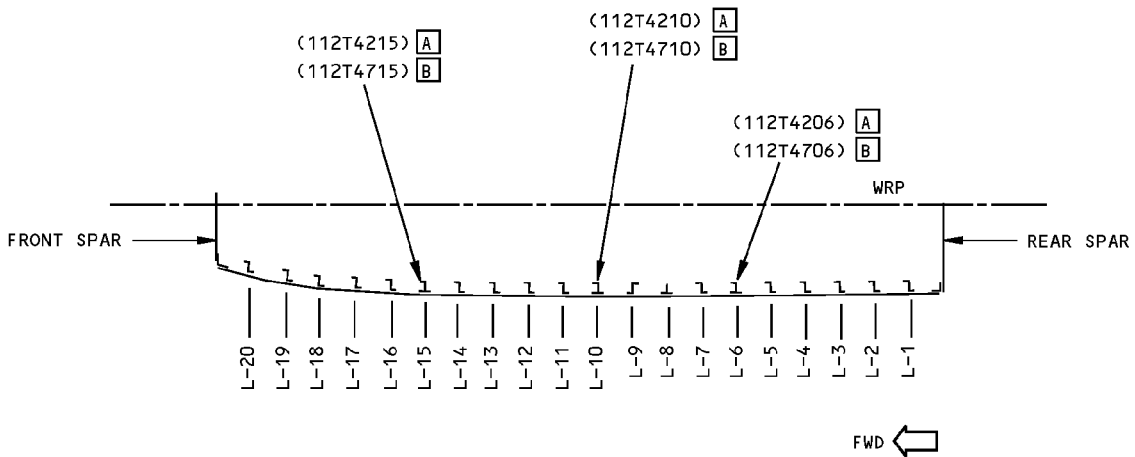 (112T4210) A
(112T4710) B
(112T4215) A
(112T4715) B
(112T4206) A
(112T4706) B
WRP
FRONT SPAR
REAR SPAR
L-20
L-19
L-18
L-17
L-16
L-15
L-14
L-13
L-12
L-11
L-10
L-9
L-8
L-7
L-6
L-5
L-4
L-3
L-2
L-1
FWD